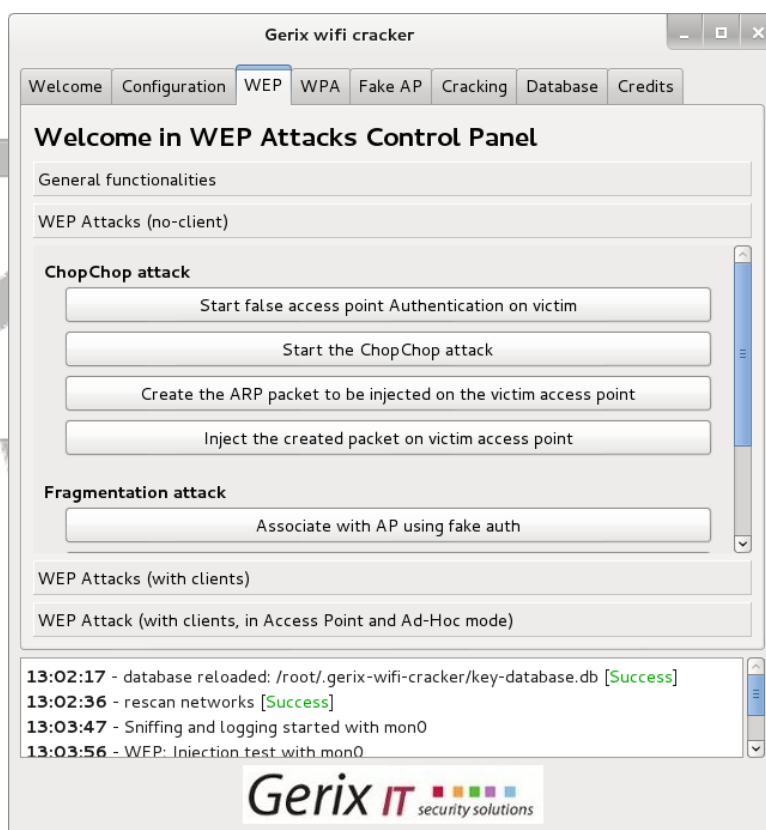 Gerix wifi cracker
Welcome Configuration WEP WPA Fake AP Cracking Database Credits
Welcome in WEP Attacks Control Panel
General functionalities
WEP Attacks (no-client)
ChopChop attack
Start false access point Authentication on victim
Start the ChopChop attack
Create the ARP packet to be injected on the victim access point
Inject the created packet on victim access point
Fragmentation attack
Associate with AP using fake auth
WEP Attacks (with clients)
WEP Attack (with clients, in Access Point and Ad-Hoc mode)
13:02:17 - database reloaded: /root/.gerix-wifi-cracker/key-database.db [Success]
13:02:36 - rescan networks [Success]
13:03:47 - Sniffing and logging started with mon0
13:03:56 - WEP: Injection test with mon0
Gerix IT security solutions